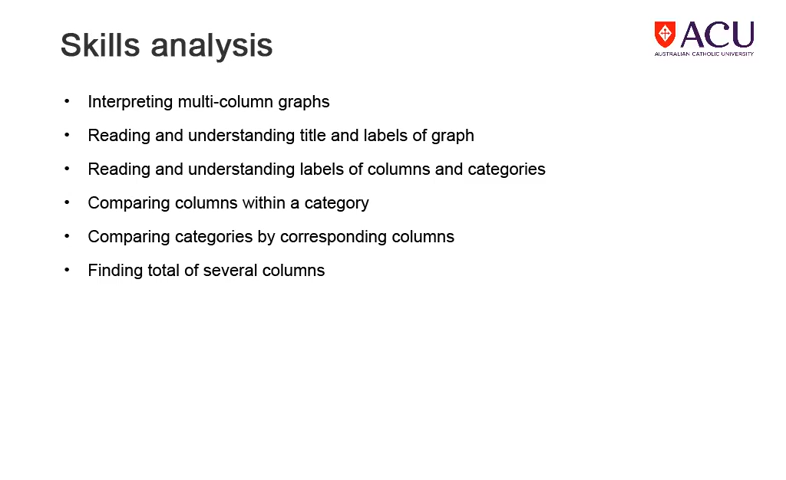 Skills analysis
ACU
AUSTRALIAN CATHOLIC UNIVERSITY
• Interpreting multi-column graphs
• Reading and understanding title and labels of graph
• Reading and understanding labels of columns and categories
• Comparing columns within a category
• Comparing categories by corresponding columns
• Finding total of several columns